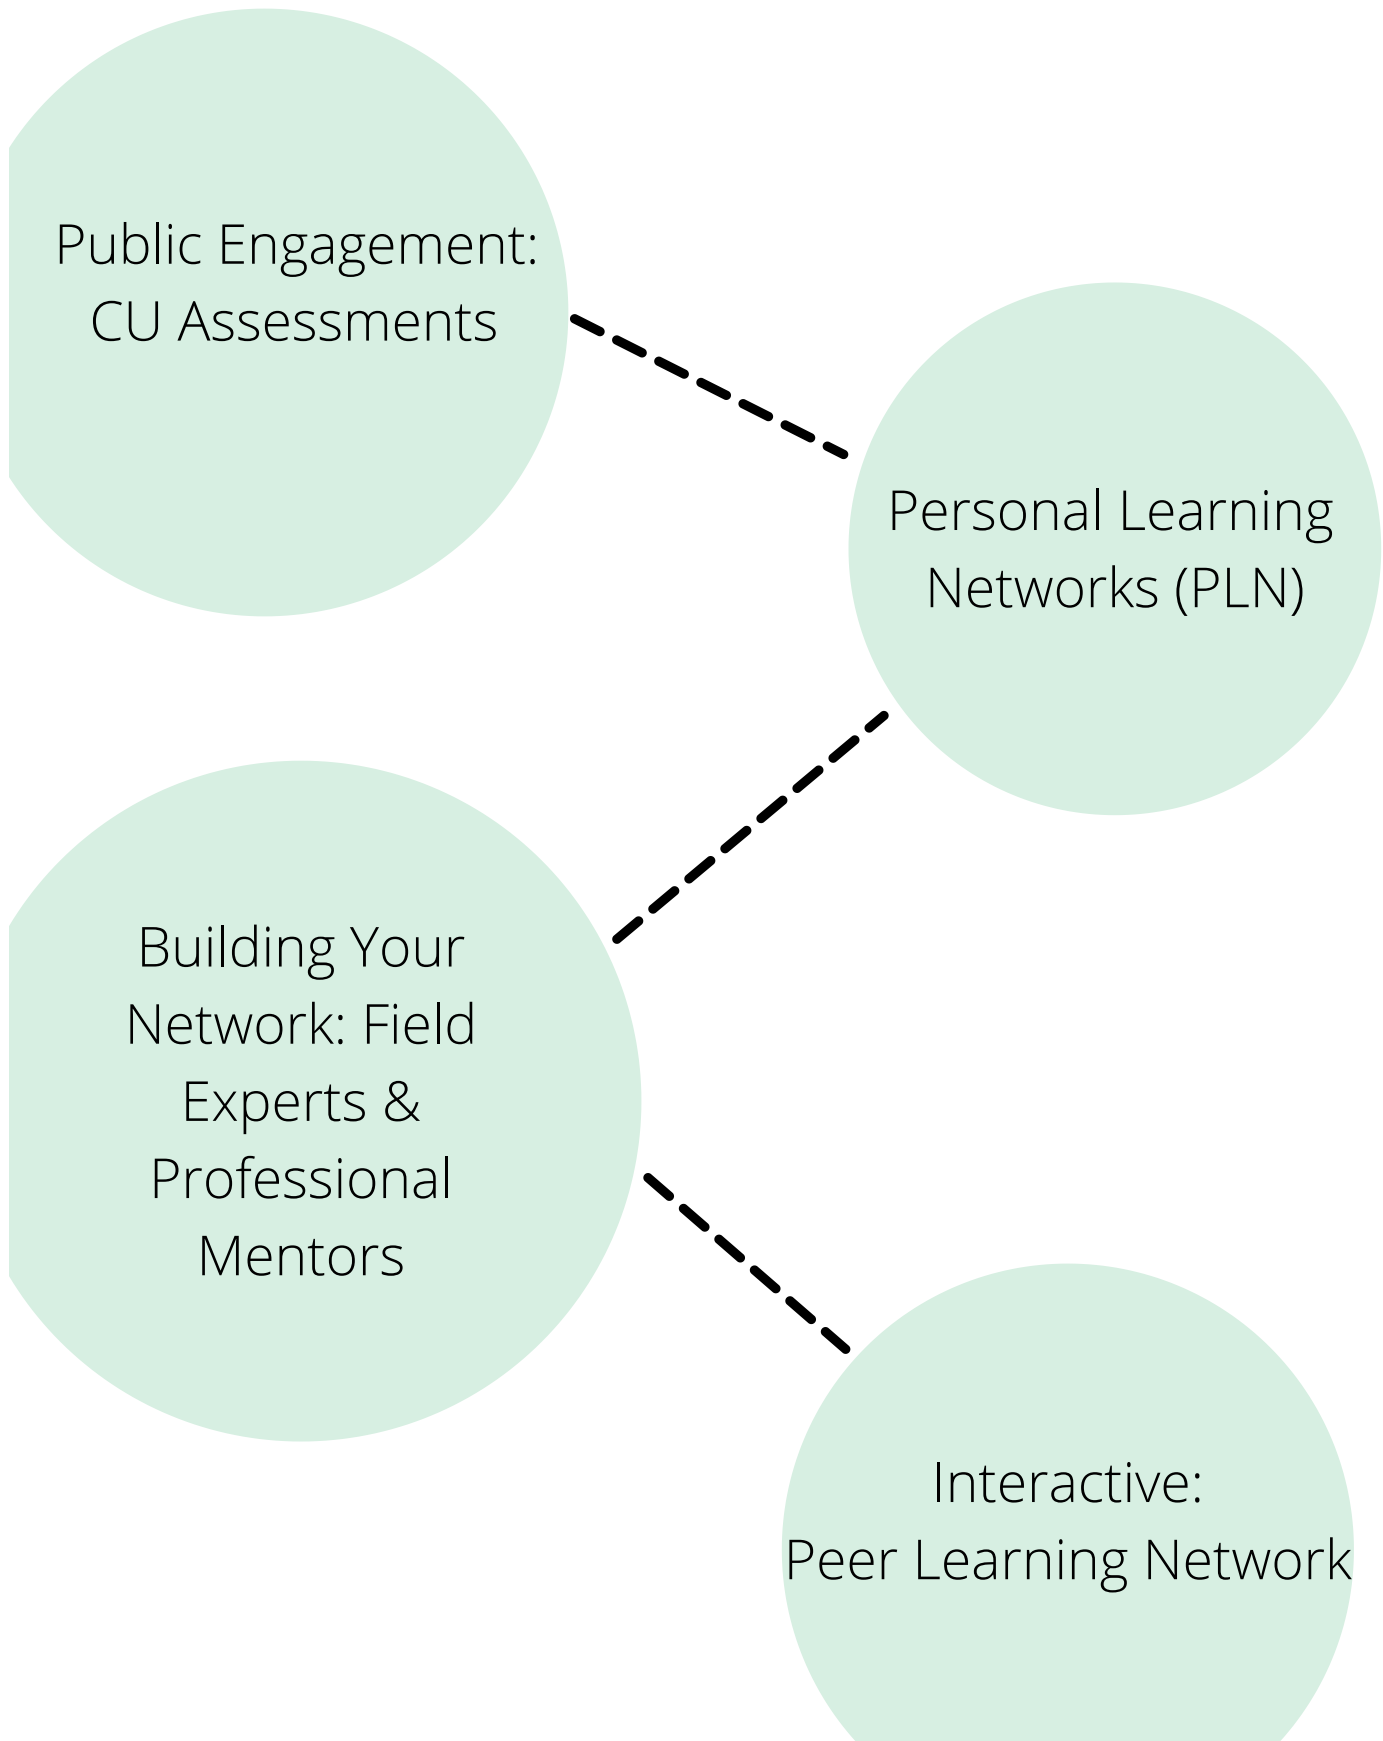 Public Engagement:
CU Assessments
Personal Learning
Networks (PLN)
Building Your
Network: Field
Experts &
Professional
Mentors
Interactive:
Peer Learning Network